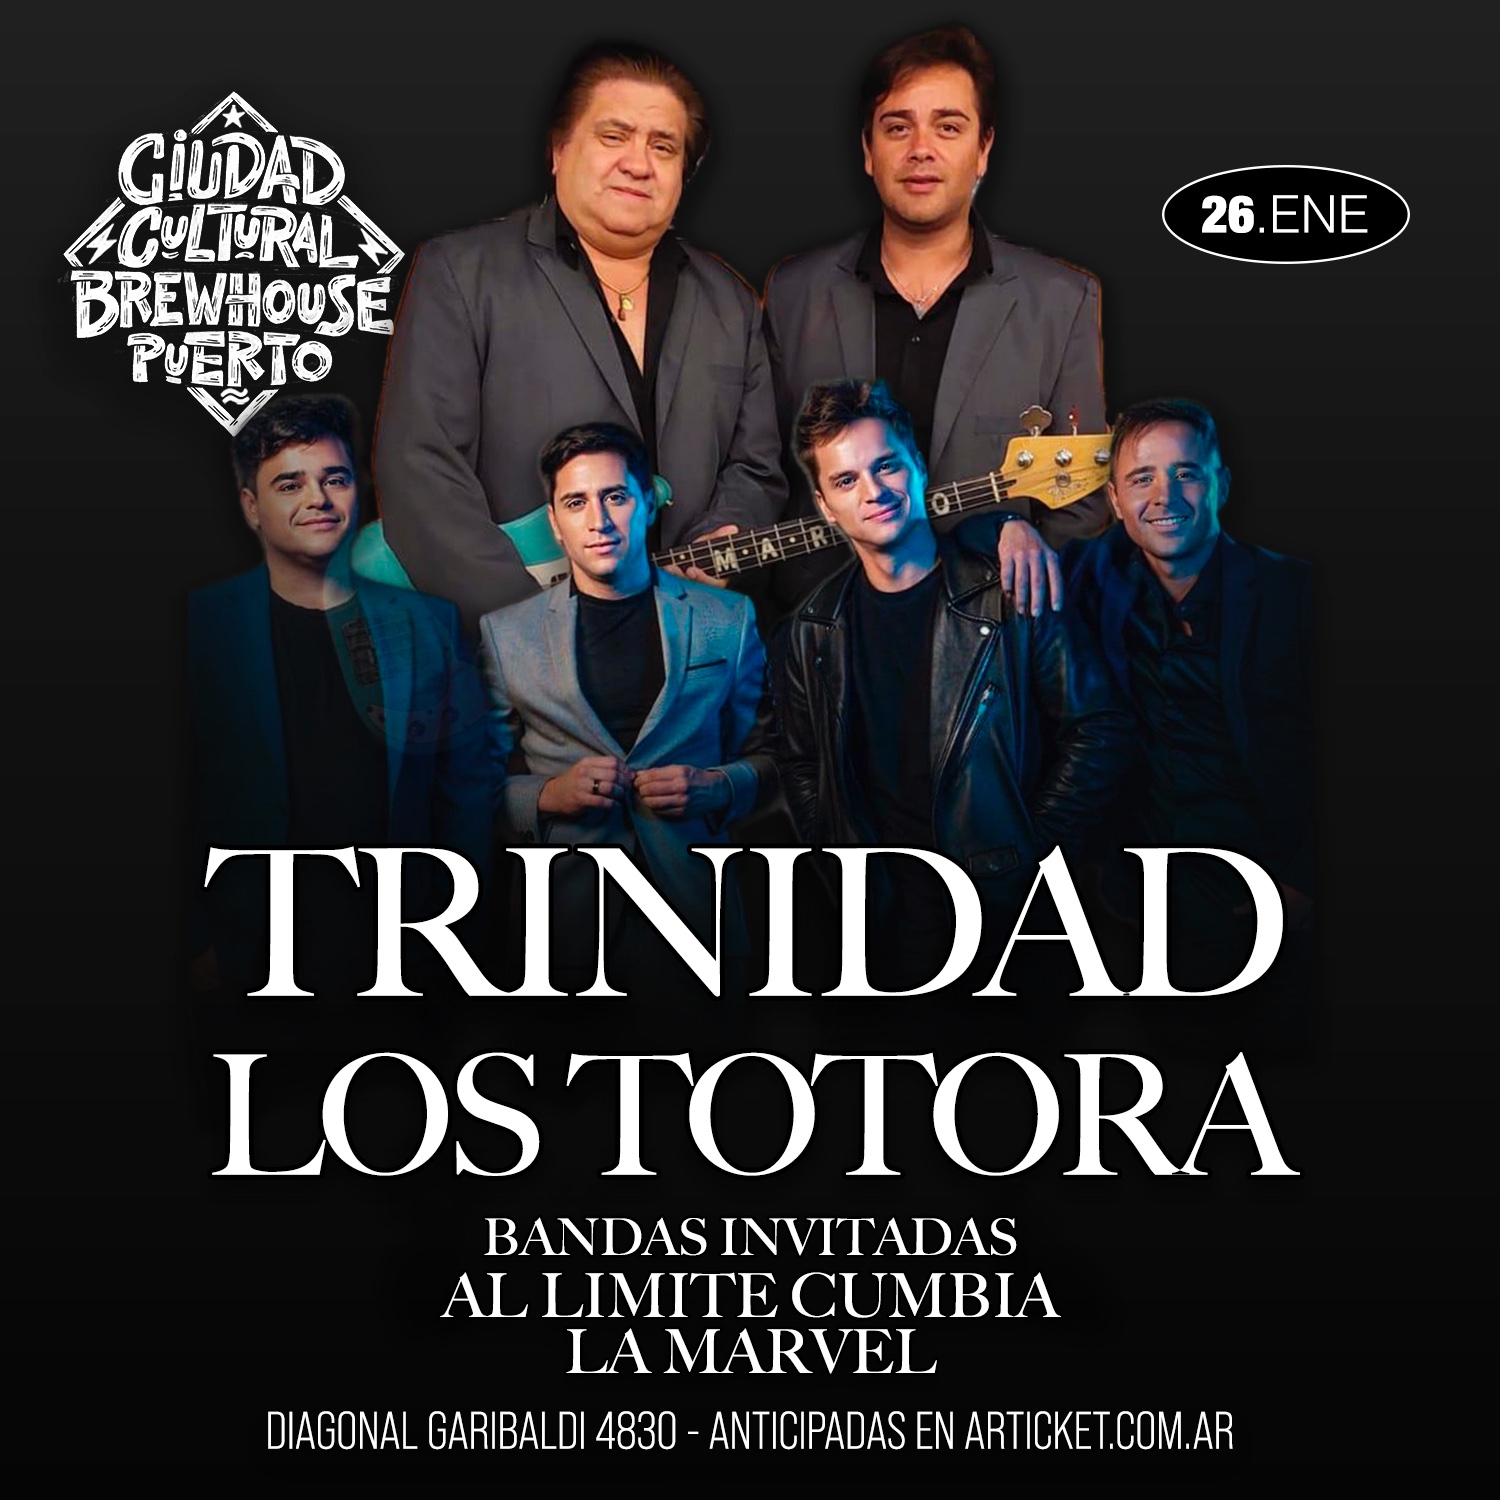 CIUDAD
CULTURAL
BREWHOUSE
PUERTO
26.ENE
M·A·R
O
TRINIDAD
LOS TOTORA
BANDAS INVITADAS
AL LIMITE CUMBIA
LA MARVEL
DIAGONAL GARIBALDI 4830 - ANTICIPADAS EN ARTICKET.COM.AR